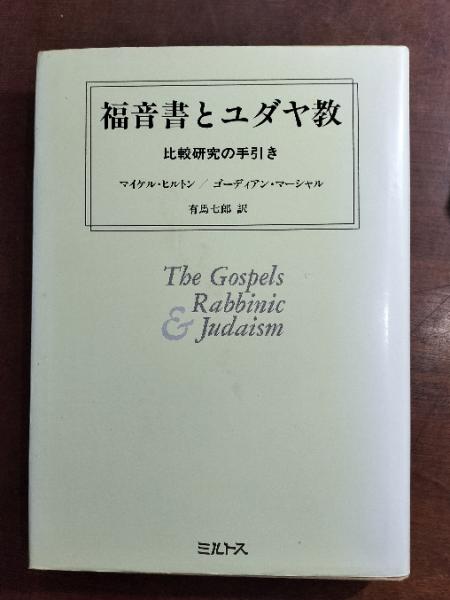 福音書とユダヤ教
比較研究の手引き
マイケル・ヒルトン/ゴーディアン・マーシャル
有馬七郎 訳
The Gospels
Rabbinic
& Judaism
ミルトス